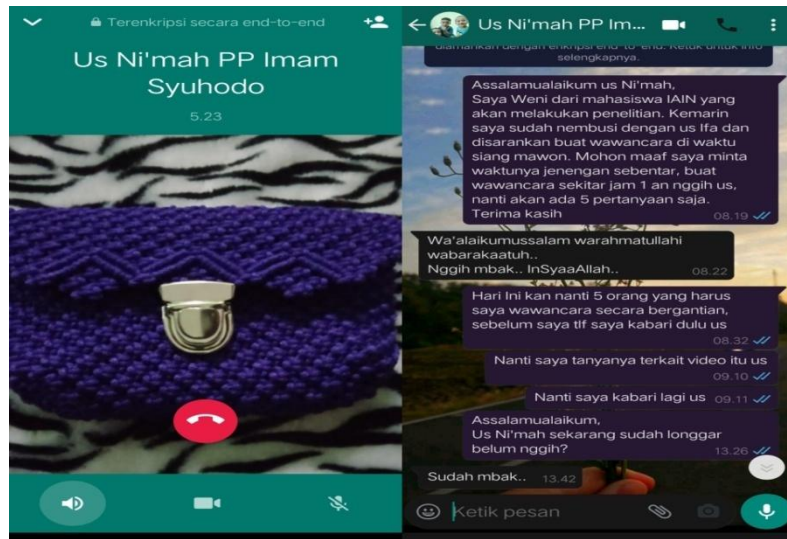 Terenkripsi secara end-to-end
Us Ni'mah PP Imam
Syuhodo
5.23
Us Ni'mah PP Im...
diamankan dengan enkripsi end-to-end. Ketuk untuk info
selengkapnya.
Assalamualaikum us Ni'mah,
Saya Weni dari mahasiswa IAIN yang
akan melakukan penelitian. Kemarin
saya sudah nembusi dengan us Ifa dan
disarankan buat wawancara di waktu
siang mawon. Mohon maaf saya minta
waktunya jenengan sebentar, buat
wawancara sekitar jam 1 an nggih us,
nanti akan ada 5 pertanyaan saja.
Terima kasih 08.19
Wa'alaikumussalam warahmatullahi
wabarakaatuh..
Nggih mbak.. InSyaaAllah.. 08.22
Hari Ini kan nanti 5 orang yang harus
saya wawancara secara bergantian,
sebelum saya tlf saya kabari dulu us
08.32
Nanti saya tanyanya terkait video itu us
09.10
Nanti saya kabari lagi us 09.11
Assalamualaikum,
Us Ni'mah sekarang sudah longgar
belum nggih? 13.26
Sudah mbak.. 13.42
Ketik pesan